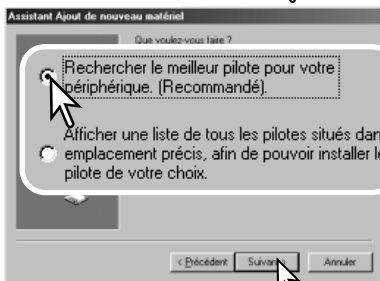 Assistant Ajout de nouveau matériel
Que voulez-vous faire ?
Rechercher le meilleur pilote pour votre
périphérique. (Recommandé).
Afficher une liste de tous les pilotes situés dan
emplacement précis, afin de pouvoir installer le
pilote de votre choix.
< Précédent Suivant > Annuler